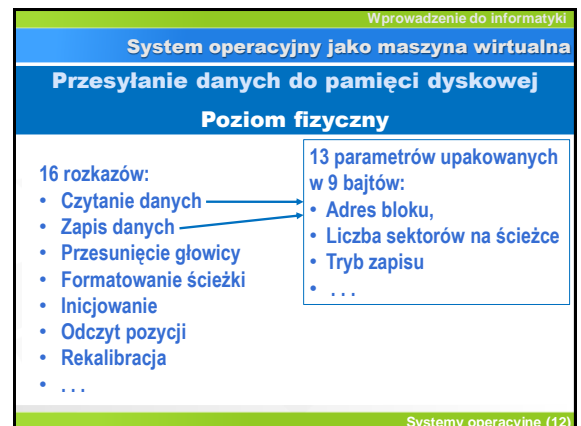 Wprowadzenie do informatyki
System operacyjny jako maszyna wirtualna
Przesyłanie danych do pamięci dyskowej
Poziom fizyczny
16 rozkazów:
• Czytanie danych
• Zapis danych
• Przesunięcie głowicy
• Formatowanie ścieżki
• Inicjowanie
• Odczyt pozycji
• Rekalibracja
• . . .
13 parametrów upakowanych
w 9 bajtów:
• Adres bloku,
• Liczba sektorów na ścieżce
• Tryb zapisu
• . . .
Systemy operacyjne (12)